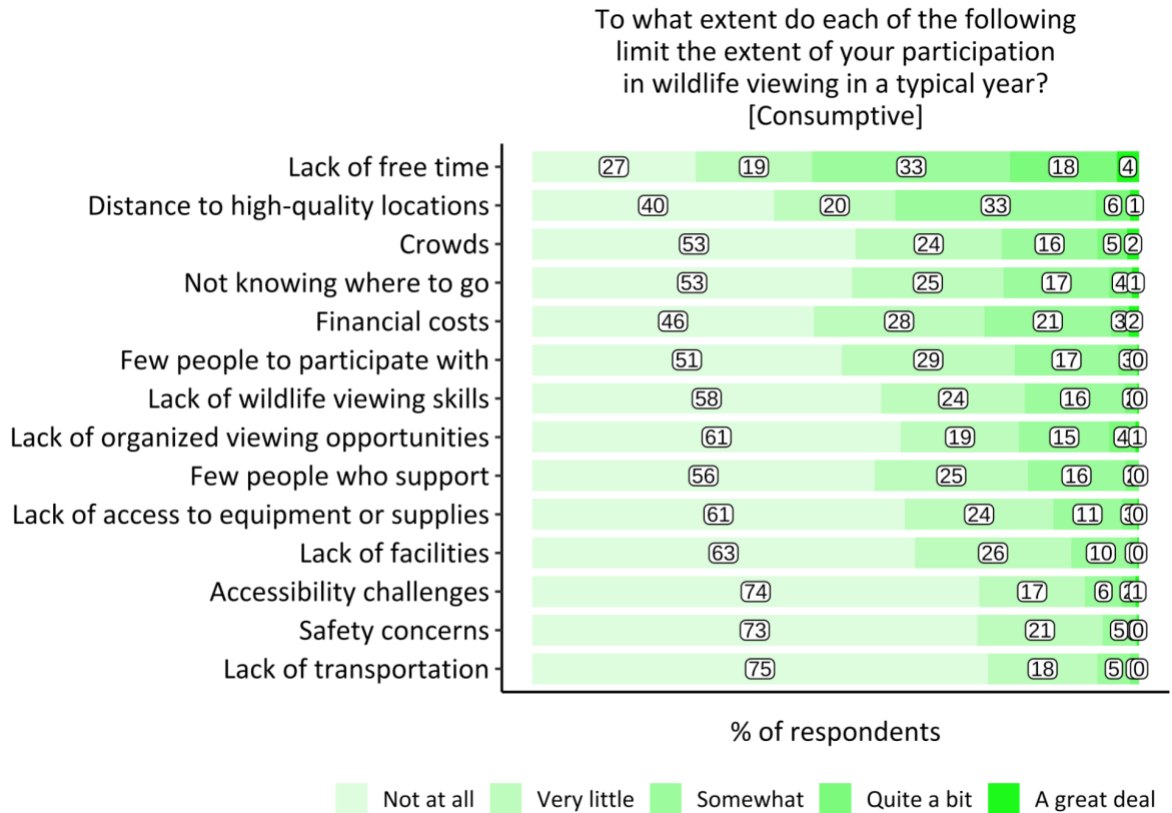 To what extent do each of the following
limit the extent of your participation
in wildlife viewing in a typical year?
[Consumptive]
Lack of free time 27 19 33 18 4
Distance to high-quality locations 40 20 33 6 1
Crowds 53 24 16 5 2
Not knowing where to go 53 25 17 4 1
Financial costs 46 28 21 3 2
Few people to participate with 51 29 17 3 0
Lack of wildlife viewing skills 58 24 16 0
Lack of organized viewing opportunities 61 19 15 4 1
Few people who support 56 25 16 0
Lack of access to equipment or supplies 61 24 11 3 0
Lack of facilities 63 26 10 0
Accessibility challenges 74 17 6 2 1
Safety concerns 73 21 5 0
Lack of transportation 75 18 5 0
% of respondents
Not at all Very little Somewhat Quite a bit A great deal